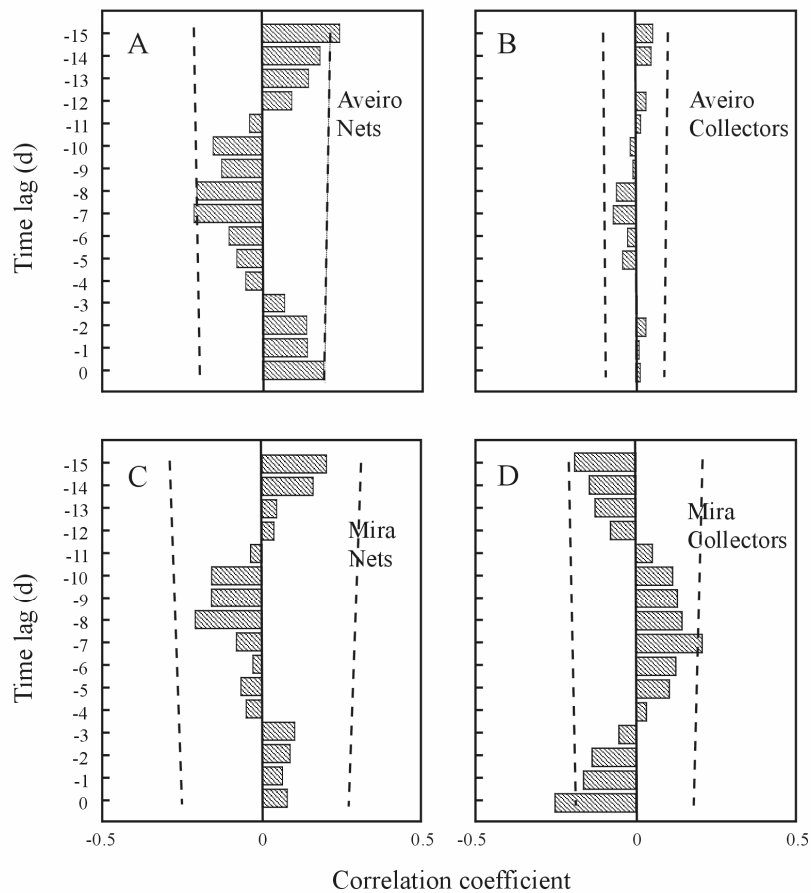 A
Aveiro
Nets
B
Aveiro
Collectors
Time lag (d)
-15
-14
-13
-12
-11
-10
-9
-8
-7
-6
-5
-4
-3
-2
-1
0
C
Mira
Nets
D
Mira
Collectors
Time lag (d)
-15
-14
-13
-12
-11
-10
-9
-8
-7
-6
-5
-4
-3
-2
-1
0
-0.5 0 0.5 -0.5 0 0.5
Correlation coefficient